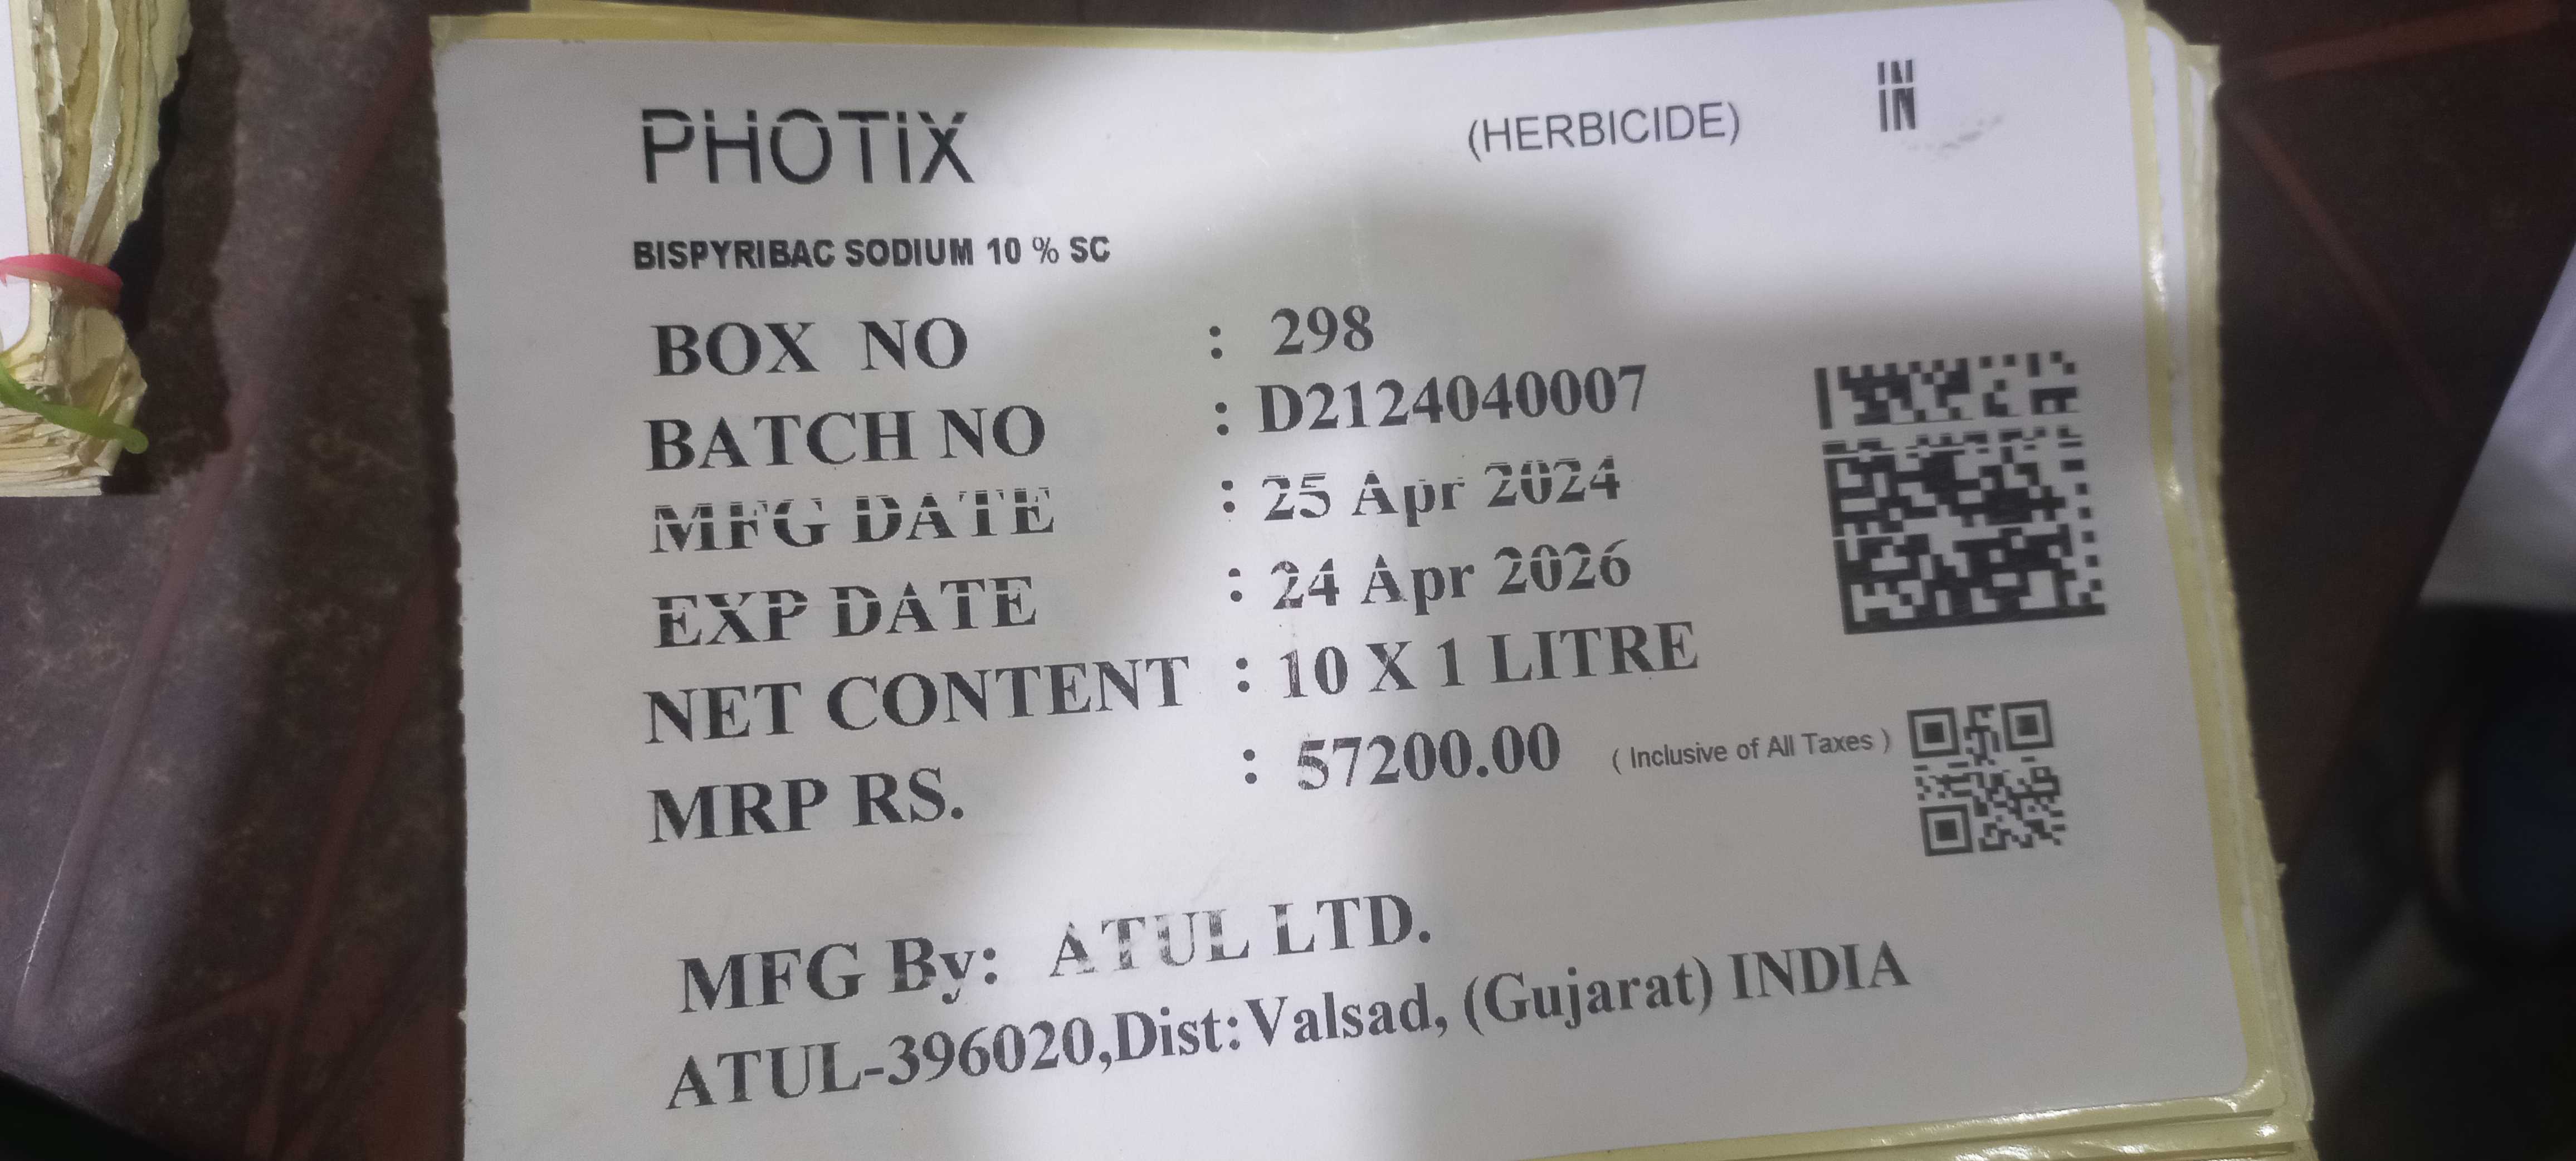 PHOTIX (HERBICIDE) IN
IN
BISPYRIBAC SODIUM 10 % SC
BOX NO : 298
BATCH NO : D2124040007
MFG DATE : 25 Apr 2024
EXP DATE : 24 Apr 2026
NET CONTENT : 10 X 1 LITRE
MRP RS. : 57200.00 ( Inclusive of All Taxes )
MFG By: ATUL LTD.
ATUL-396020,Dist:Valsad, (Gujarat) INDIA